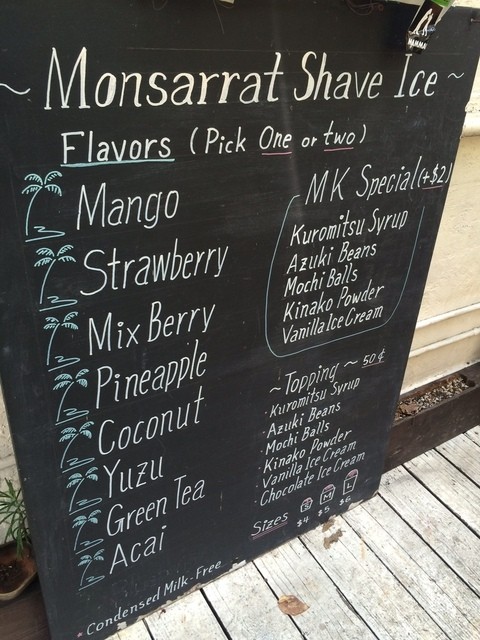 ~ Monsarrat Shave Ice ~
Flavors (Pick One or two)
Mango
Strawberry
Mix Berry
Pineapple
Coconut
Yuzu
Green Tea
Acai
Condensed Milk-Free
MK Special (+$2)
Kuromitsu Syrup
Azuki Beans
Mochi Balls
Kinako Powder
Vanilla Ice Cream
~Topping~ 50¢
Kuromitsu Syrup
Azuki Beans
Mochi Balls
Kinako Powder
Vanilla Ice Cream
Chocolate Ice Cream
Sizes S M L
$4 $5 $6